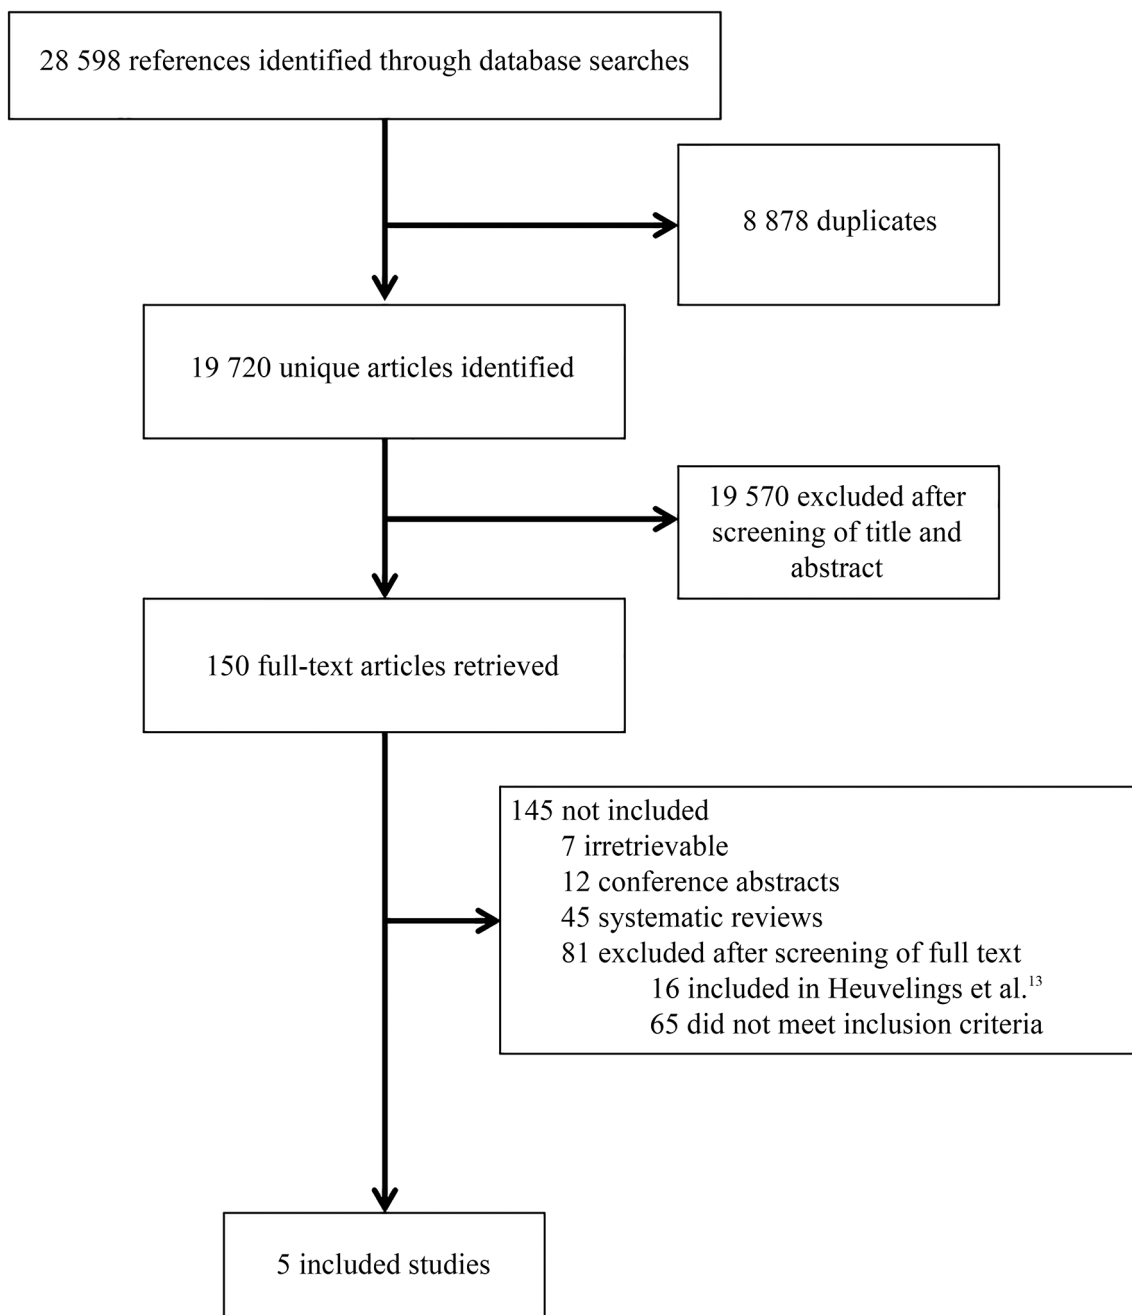 28 598 references identified through database searches
8 878 duplicates
19 720 unique articles identified
19 570 excluded after
screening of title and
abstract
150 full-text articles retrieved
145 not included
7 irretrievable
12 conference abstracts
45 systematic reviews
81 excluded after screening of full text
16 included in Heuvelings et al.¹³
65 did not meet inclusion criteria
5 included studies